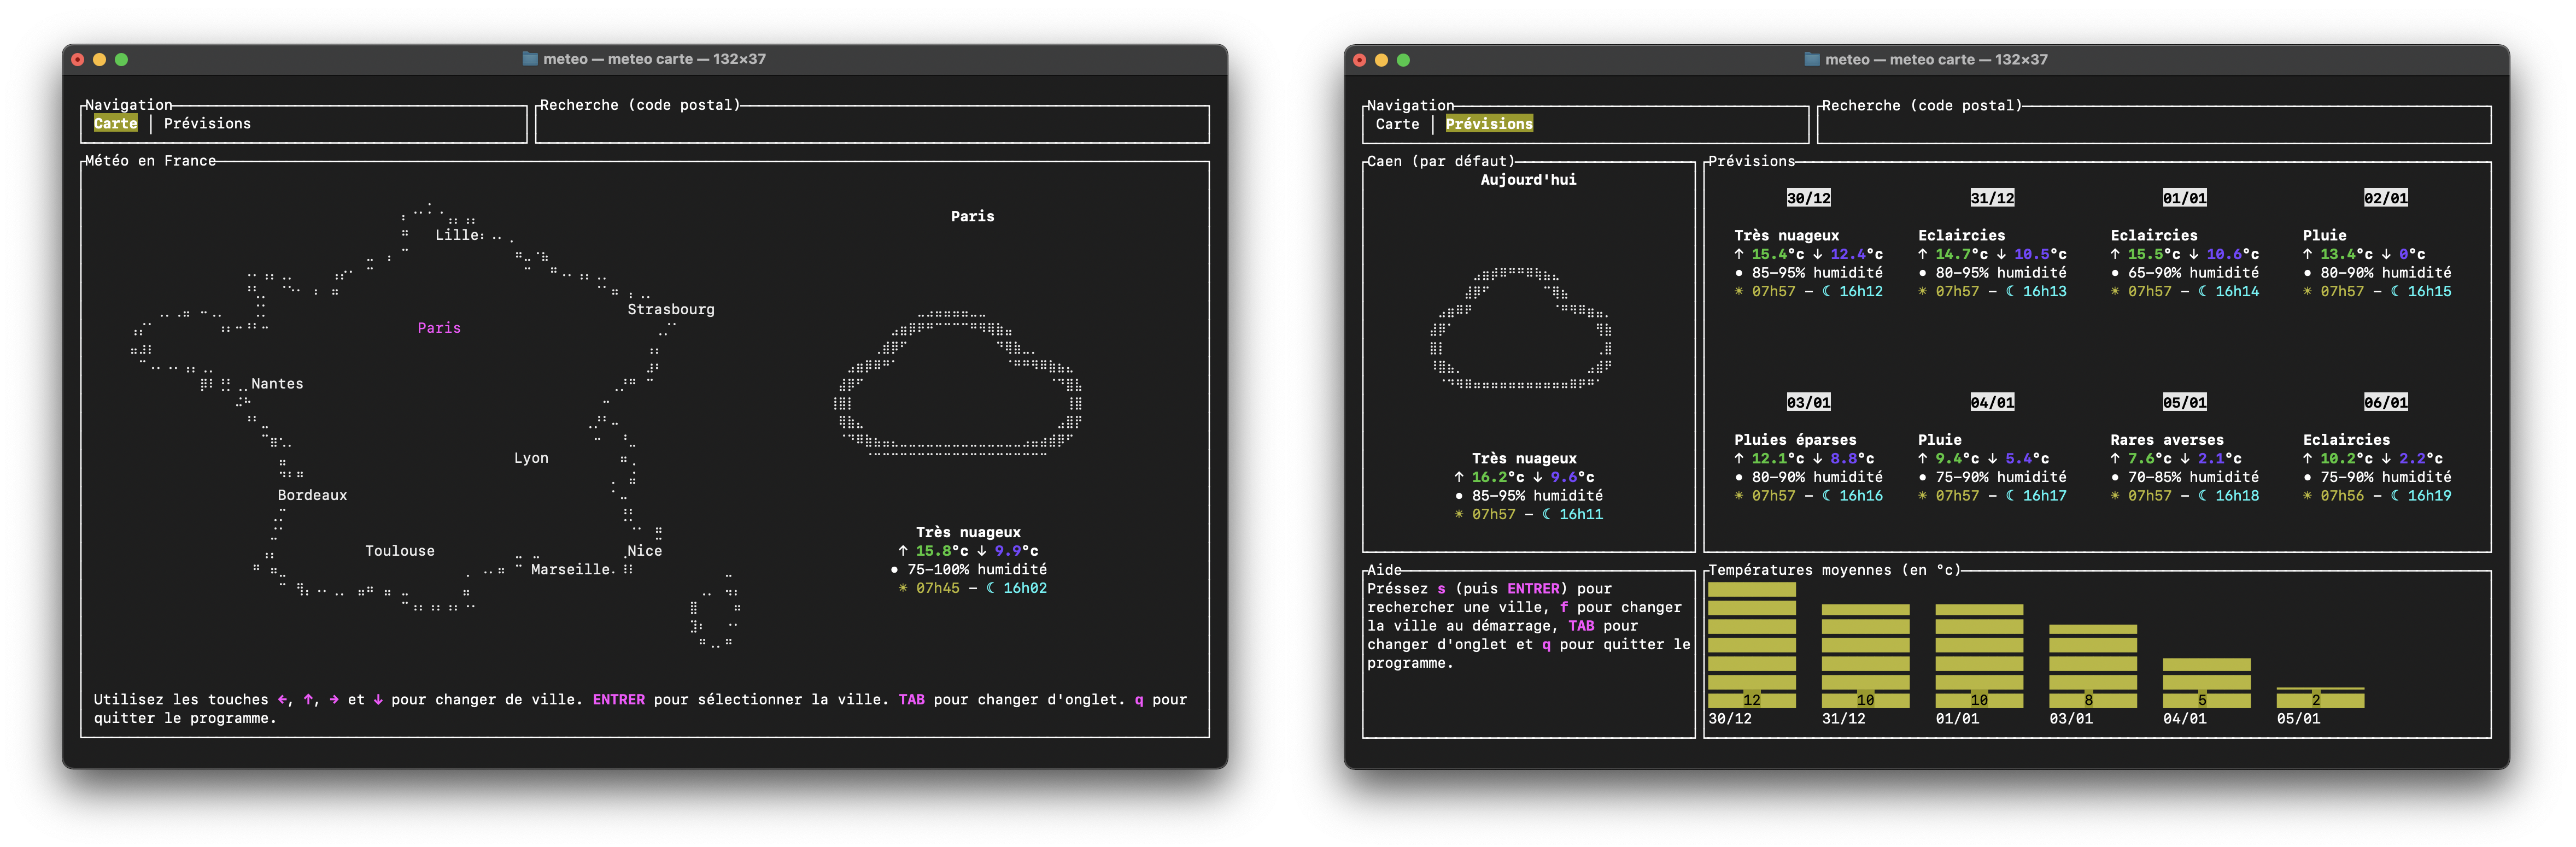 meteo — meteo carte — 132×37
Navigation
Carte │ Prévisions
Recherche (code postal)
Météo en France
Lille
Strasbourg
Paris
Nantes
Lyon
Bordeaux
Toulouse
Nice
Marseille
Paris
Très nuageux
↑ 15.8°c ↓ 9.9°c
• 75-100% humidité
☀ 07h45 - ☾ 16h02
Utilisez les touches ←, ↑, → et ↓ pour changer de ville. ENTRER pour sélectionner la ville. TAB pour changer d'onglet. q pour
quitter le programme.
meteo — meteo carte — 132×37
Navigation
Carte │ Prévisions
Recherche (code postal)
Caen (par défaut)
Aujourd'hui
Très nuageux
↑ 16.2°c ↓ 9.6°c
• 85-95% humidité
☀ 07h57 - ☾ 16h11
Prévisions
30/12
Très nuageux
↑ 15.4°c ↓ 12.4°c
• 85-95% humidité
☀ 07h57 - ☾ 16h12
31/12
Eclaircies
↑ 14.7°c ↓ 10.5°c
• 80-95% humidité
☀ 07h57 - ☾ 16h13
01/01
Eclaircies
↑ 15.5°c ↓ 10.6°c
• 65-90% humidité
☀ 07h57 - ☾ 16h14
02/01
Pluie
↑ 13.4°c ↓ 0°c
• 80-90% humidité
☀ 07h57 - ☾ 16h15
03/01
Pluies éparses
↑ 12.1°c ↓ 8.8°c
• 80-90% humidité
☀ 07h57 - ☾ 16h16
04/01
Pluie
↑ 9.4°c ↓ 5.4°c
• 75-90% humidité
☀ 07h57 - ☾ 16h17
05/01
Rares averses
↑ 7.6°c ↓ 2.1°c
• 70-85% humidité
☀ 07h57 - ☾ 16h18
06/01
Eclaircies
↑ 10.2°c ↓ 2.2°c
• 75-90% humidité
☀ 07h56 - ☾ 16h19
Aide
Préssez s (puis ENTRER) pour
rechercher une ville, f pour changer
la ville au démarrage, TAB pour
changer d'onglet et q pour quitter le
programme.
Températures moyennes (en °c)
12 10 10 8 5 2
30/12 31/12 01/01 03/01 04/01 05/01